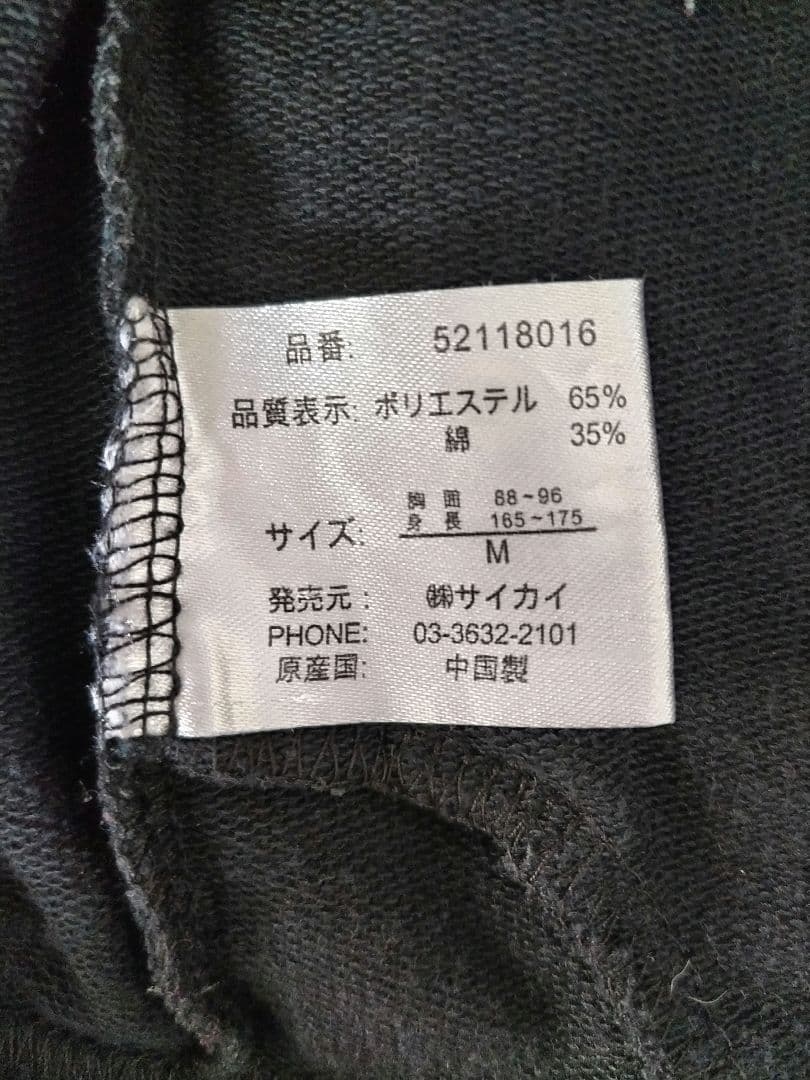 品番: 52118016
品質表示: ポリエステル 65%
綿 35%
胸囲 88~96
身長 165~175
サイズ: M
発売元: ㈱サイカイ
PHONE: 03-3632-2101
原産国: 中国製